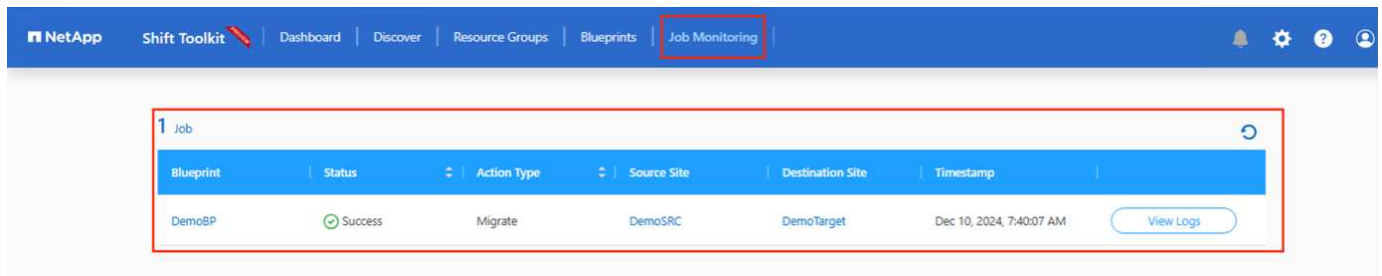 NetApp Shift Toolkit PREVIEW Dashboard Discover Resource Groups Blueprints Job Monitoring
1 Job
Blueprint Status Action Type Source Site Destination Site Timestamp
DemoBP Success Migrate DemoSRC DemoTarget Dec 10, 2024, 7:40:07 AM View Logs